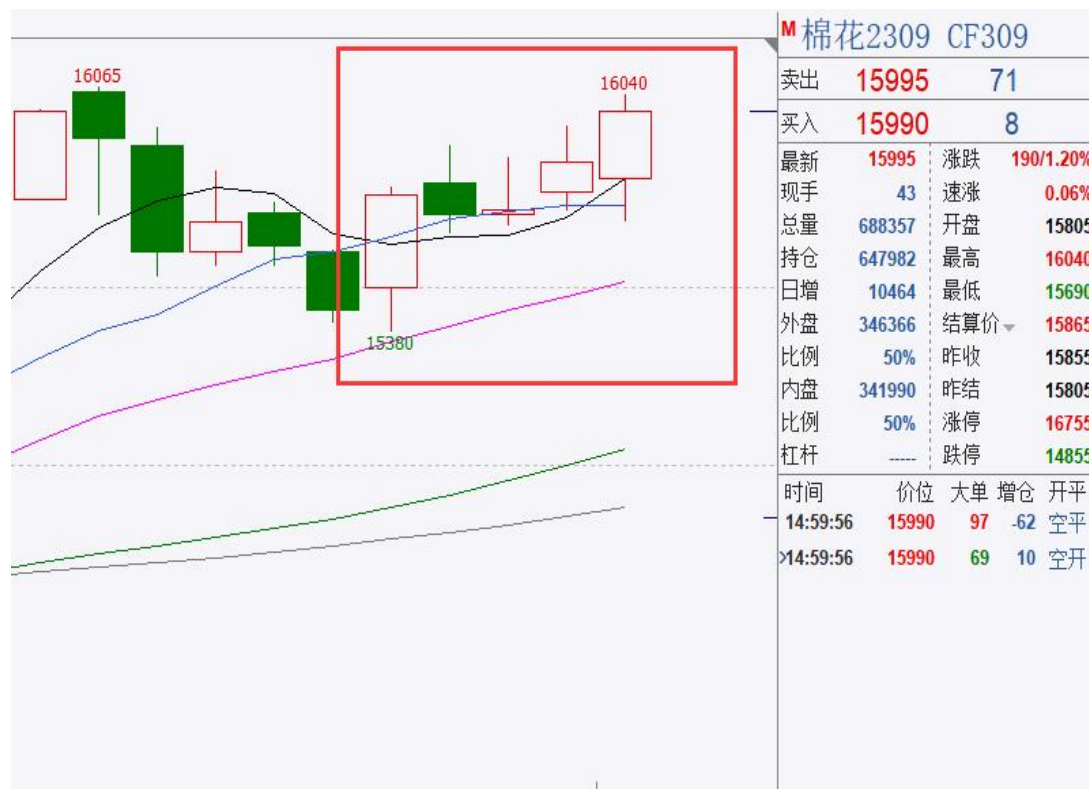 16065
16040
15380
M 棉花2309 CF309
卖出 15995 71
买入 15990 8
最新 15995 涨跌 190/1.20%
现手 43 速涨 0.06%
总量 688357 开盘 15805
持仓 647982 最高 16040
日增 10464 最低 15690
外盘 346366 结算价 15865
比例 50% 昨收 15855
内盘 341990 昨结 15805
比例 50% 涨停 16755
杠杆 ----- 跌停 14855
时间 价位 大单 增仓 开平
14:59:56 15990 97 -62 空平
14:59:56 15990 69 10 空开